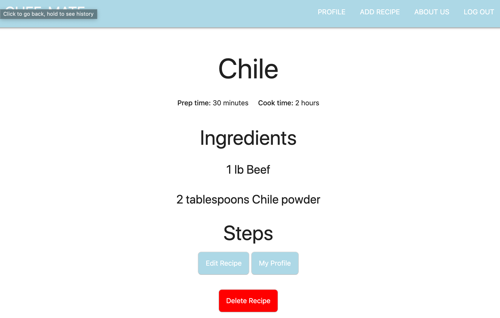 Click to go back, hold to see history
PROFILE ADD RECIPE ABOUT US LOG OUT
Chile
Prep time: 30 minutes Cook time: 2 hours
Ingredients
1 lb Beef
2 tablespoons Chile powder
Steps
Edit Recipe My Profile
Delete Recipe